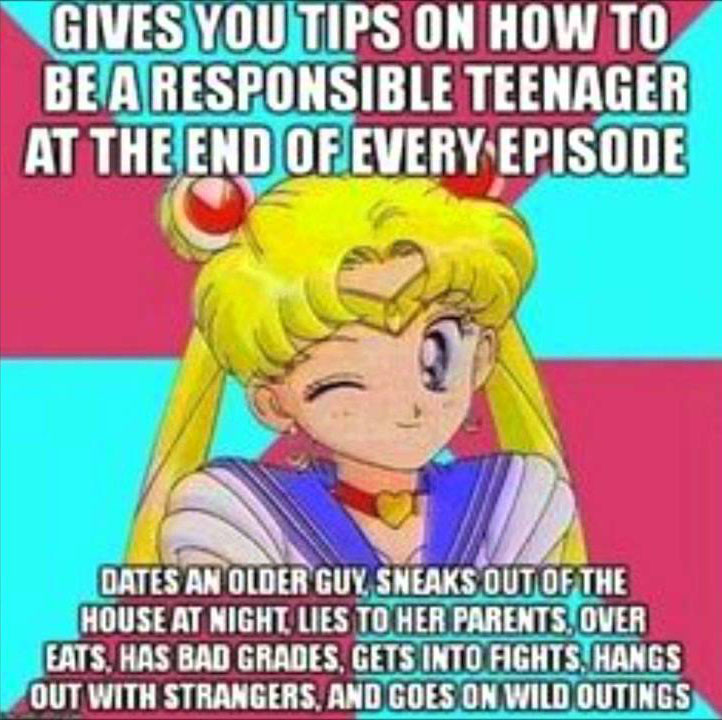 GIVES YOU TIPS ON HOW TO
BE A RESPONSIBLE TEENAGER
AT THE END OF EVERY EPISODE
DATES AN OLDER GUY, SNEAKS OUT OF THE
HOUSE AT NIGHT, LIES TO HER PARENTS, OVER
EATS, HAS BAD GRADES, GETS INTO FIGHTS, HANGS
OUT WITH STRANGERS, AND GOES ON WILD OUTINGS